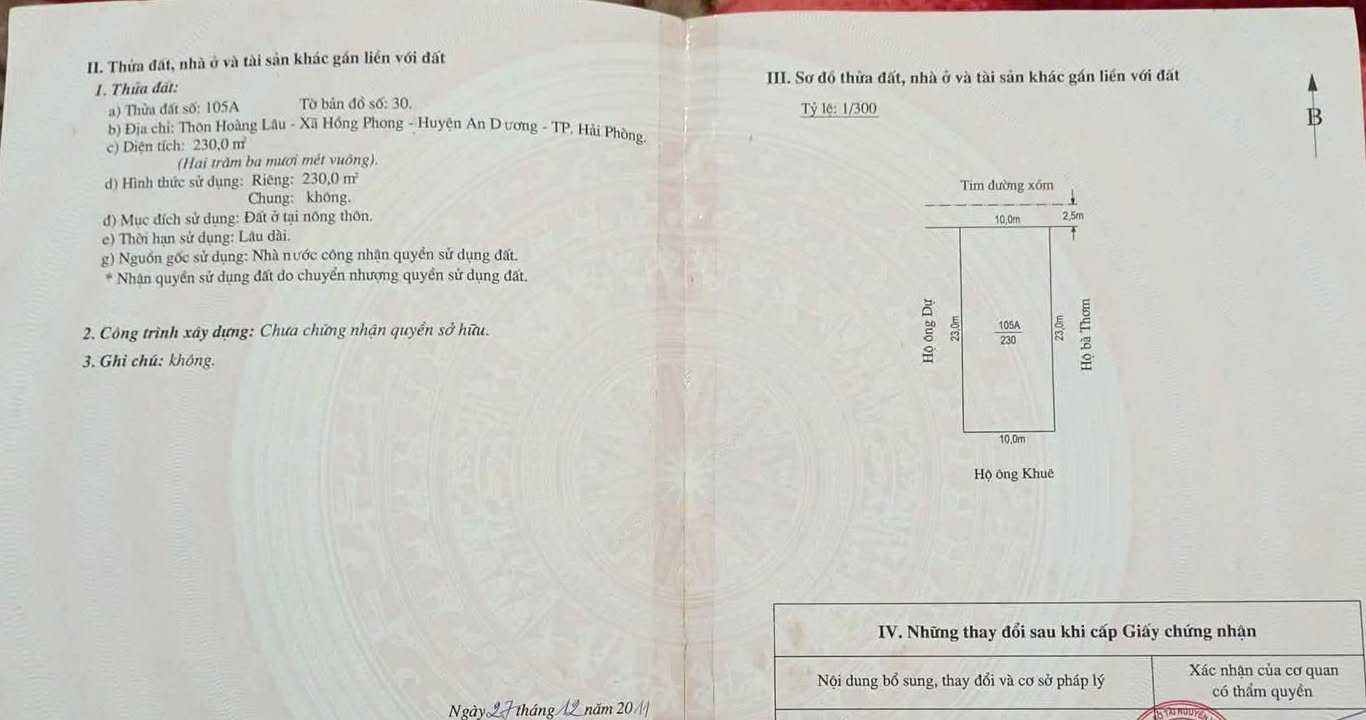 II. Thửa đất, nhà ở và tài sản khác gắn liền với đất
1. Thửa đất:
a) Thửa đất số: 105A Tờ bản đồ số: 30.
b) Địa chỉ: Thôn Hoàng Lâu - Xã Hồng Phong - Huyện An Dương - TP. Hải Phòng.
c) Diện tích: 230,0 m²
(Hai trăm ba mươi mét vuông).
d) Hình thức sử dụng: Riêng: 230,0 m²
Chung: không.
đ) Mục đích sử dụng: Đất ở tại nông thôn.
e) Thời hạn sử dụng: Lâu dài.
g) Nguồn gốc sử dụng: Nhà nước công nhận quyền sử dụng đất.
* Nhận quyền sử dụng đất do chuyển nhượng quyền sử dụng đất.
2. Công trình xây dựng: Chưa chứng nhận quyền sở hữu.
3. Ghi chú: không.
Ngày 27 tháng 12 năm 2011
III. Sơ đồ thửa đất, nhà ở và tài sản khác gắn liền với đất
Tỷ lệ: 1/300
B
Tim đường xóm
10,0m
2,5m
Hộ ông Dự
23,0m
105A
230
23,0m
Hộ bà Thơm
10,0m
Hộ ông Khuê
IV. Những thay đổi sau khi cấp Giấy chứng nhận
Nội dung bổ sung, thay đổi và cơ sở pháp lý
Xác nhận của cơ quan
có thẩm quyền